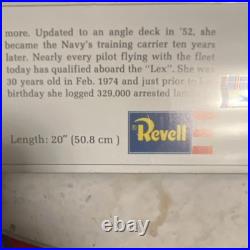 more. Updated to an angle deck in '52, she
became the Navy's training carrier ten years
later. Nearly every pilot flying with the fleet
today has qualified aboard the "Lex". She was
30 years old in Feb. 1974 and just prior to
birthday she logged 329,000 arrested
Length: 20" (50.8 cm )
Revell